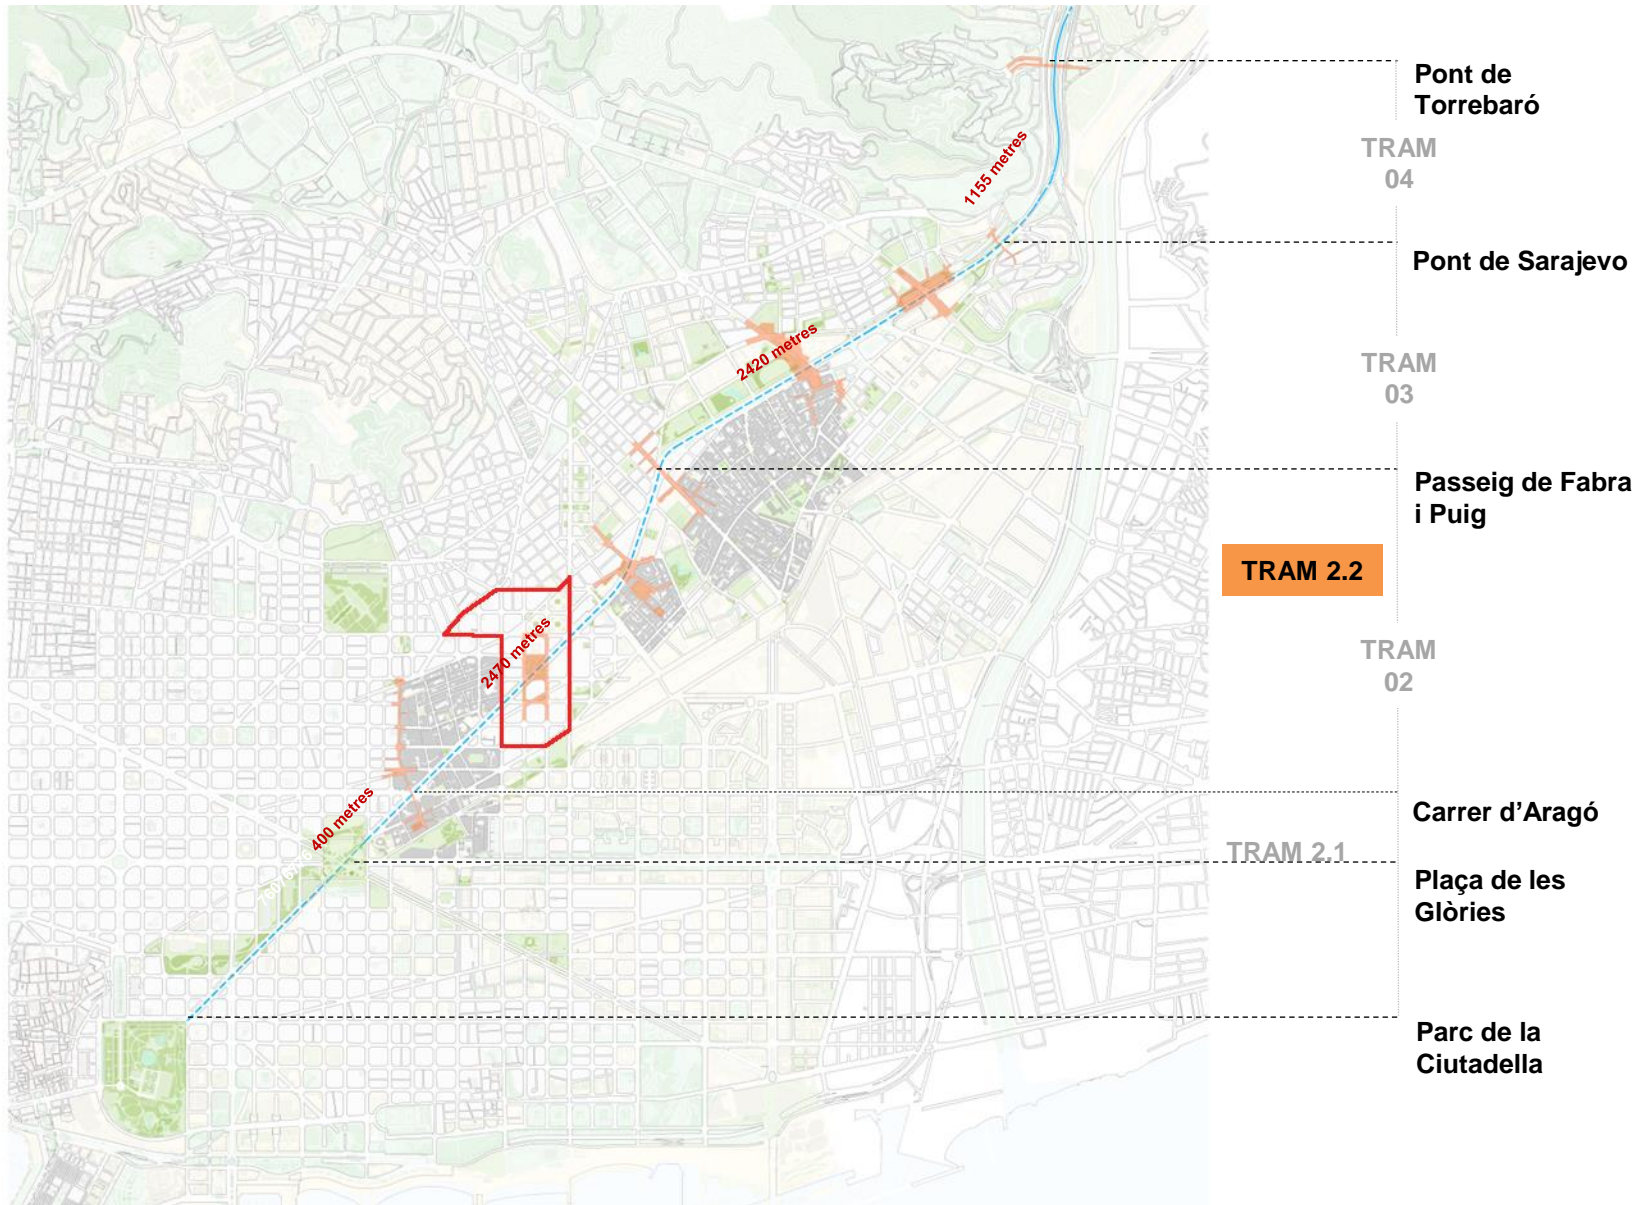 Pont de
Torrebaró
TRAM
04
1155 metres
Pont de Sarajevo
2420 metres
TRAM
03
Passeig de Fabra
i Puig
TRAM 2.2
2470 metres
TRAM
02
400 metres
Carrer d’Aragó
TRAM 2.1
Plaça de les
Glòries
Parc de la
Ciutadella